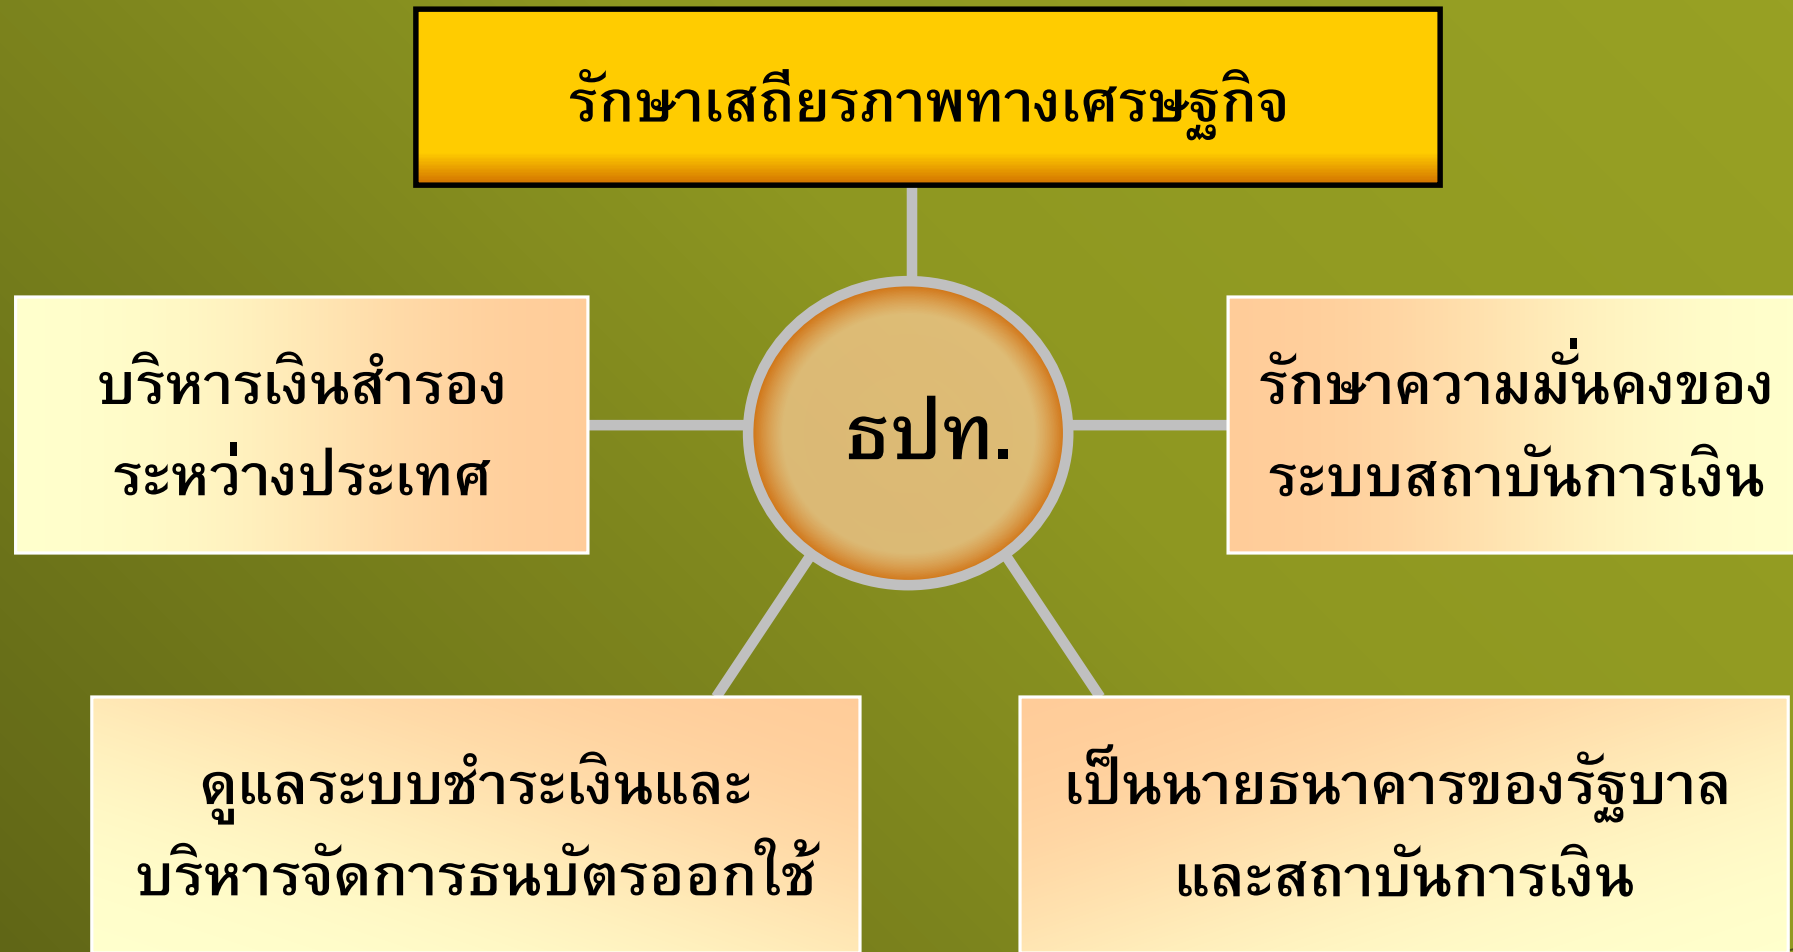 รักษาเสถียรภาพทางเศรษฐกิจ
บริหารเงินสำรอง
ระหว่างประเทศ
ธปท.
รักษาความมั่นคงของ
ระบบสถาบันการเงิน
ดูแลระบบชำระเงินและ
บริหารจัดการธนบัตรออกใช้
เป็นนายธนาคารของรัฐบาล
และสถาบันการเงิน